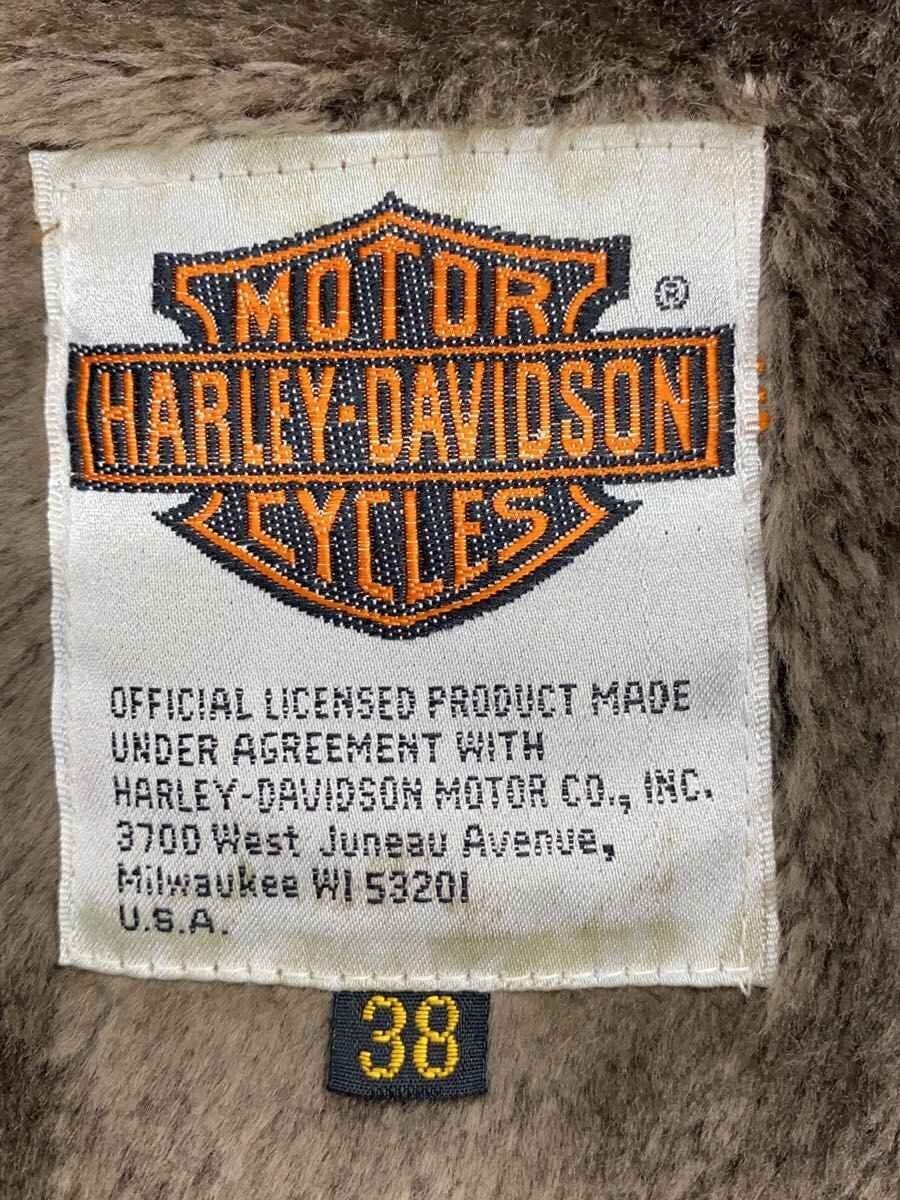 MOTOR
®
HARLEY-DAVIDSON
CYCLES
OFFICIAL LICENSED PRODUCT MADE
UNDER AGREEMENT WITH
HARLEY-DAVIDSON MOTOR CO., INC.
3700 West Juneau Avenue,
Milwaukee WI 53201
U.S.A.
38